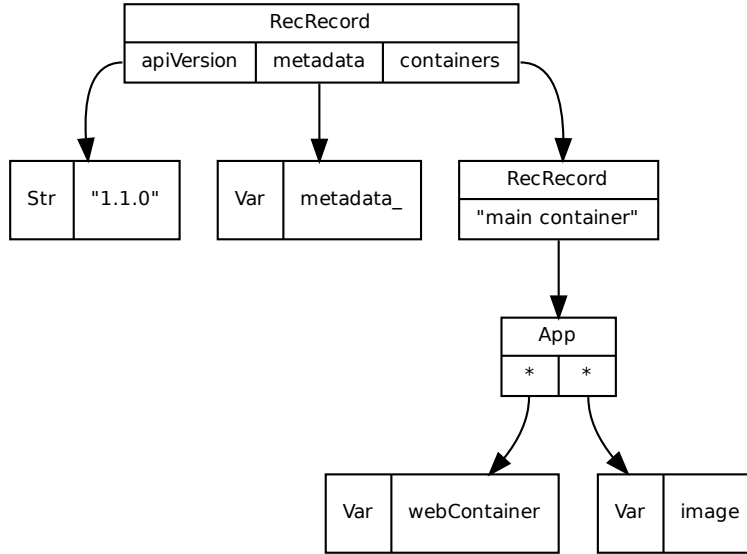 RecRecord
apiVersion metadata containers
Str "1.1.0" Var metadata_ RecRecord
"main container"
App
* *
Var webContainer Var image